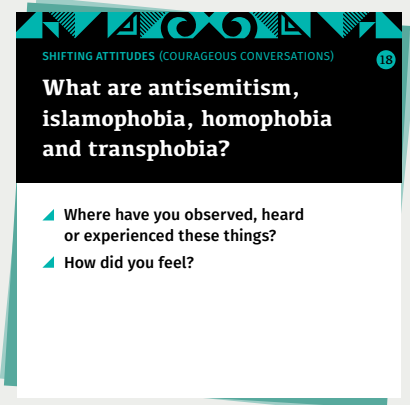 SHIFTING ATTITUDES (COURAGEOUS CONVERSATIONS)
18
What are antisemitism,
islamophobia, homophobia
and transphobia?
Where have you observed, heard
or experienced these things?
How did you feel?